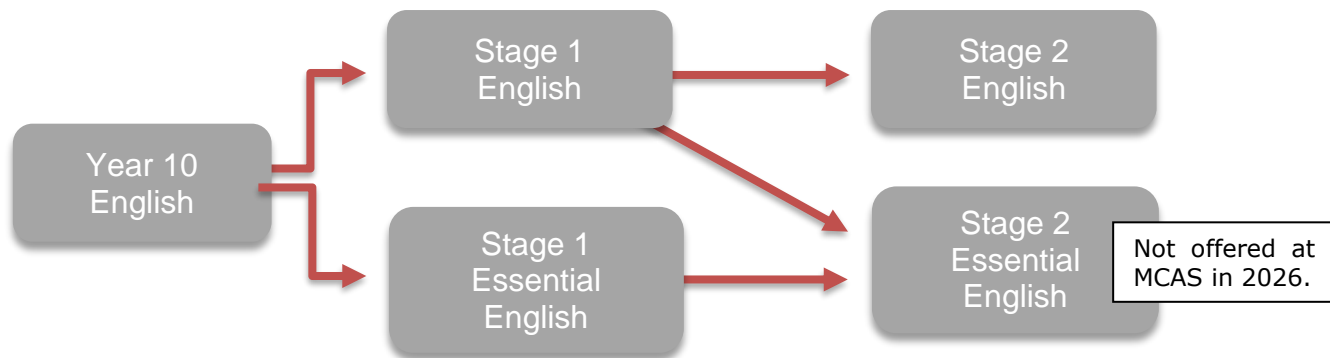 Year 10
English
Stage 1
English
Stage 2
English
Stage 1
Essential
English
Stage 2
Essential
English
Not offered at
MCAS in 2026.